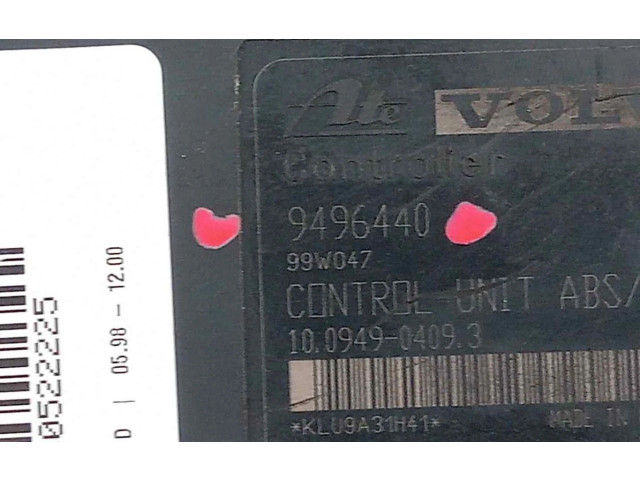 Ate VOL
Controller
9496440
99W047
CONTROL-UNIT ABS/
10.0949-0409.3
*KLU9A31H41*
MADE IN
0522225
D | 05.98 – 12.00